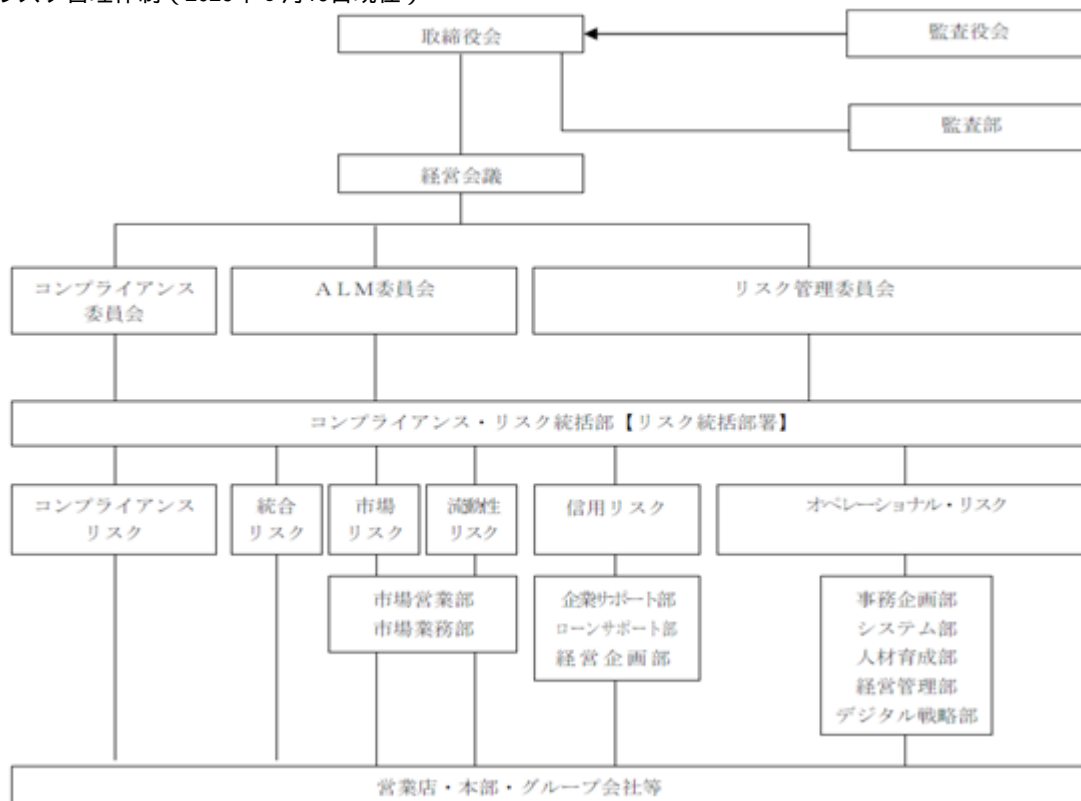 取締役会
監査役会
監査部
経営会議
コンプライアンス
委員会
ALM委員会
リスク管理委員会
コンプライアンス・リスク統括部【リスク統括部署】
コンプライアンス
リスク
統合
リスク
市場
リスク
流動性
リスク
信用リスク
オペレーショナル・リスク
市場営業部
市場業務部
企業サポート部
ローンサポート部
経営企画部
事務企画部
システム部
人材育成部
経営管理部
デジタル戦略部
営業店・本部・グループ会社等